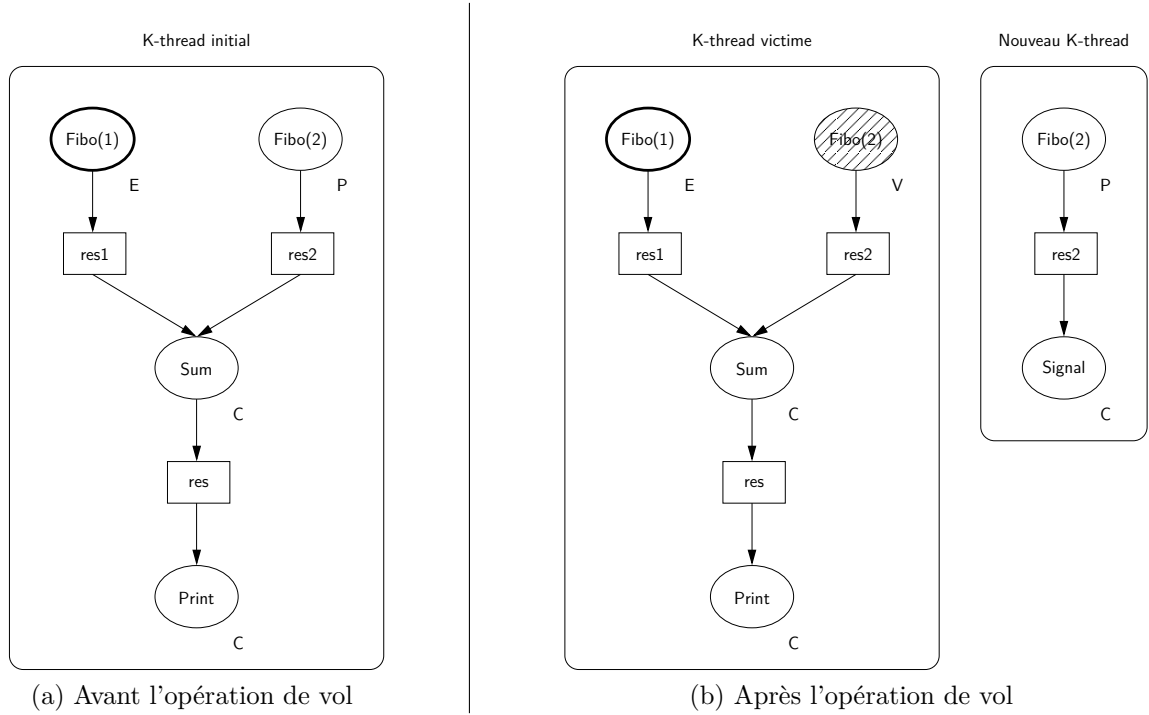 K-thread initial
Fibo(1)
Fibo(2)
E
P
res1
res2
Sum
C
res
Print
C
(a) Avant l'opération de vol
K-thread victime
Nouveau K-thread
Fibo(1)
Fibo(2)
Fibo(2)
E
V
P
res1
res2
res2
Sum
Signal
C
C
res
Print
C
(b) Après l'opération de vol